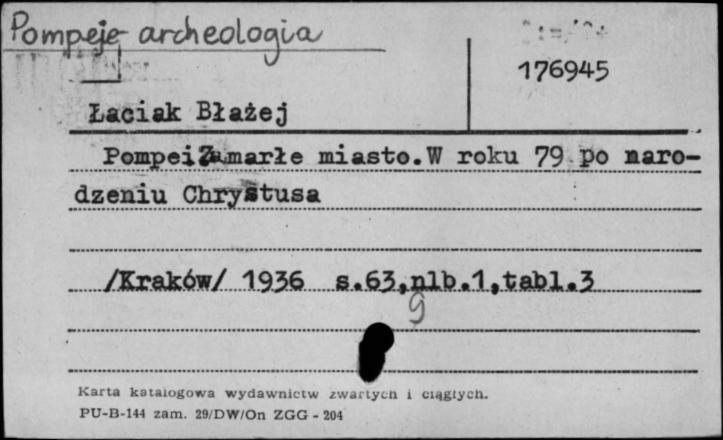 Pompeje archeologia
176945
Łaciak Błażej
Pompei Zamarłe miasto.W roku 79 po naro-
dzeniu Chrystusa
/Kraków/ 1936 s.63,nlb.1,tabl.3
9
Karta katalogowa wydawnictw zwartych i ciągłych.
PU-B-144 zam. 29/DW/On ZGG - 204